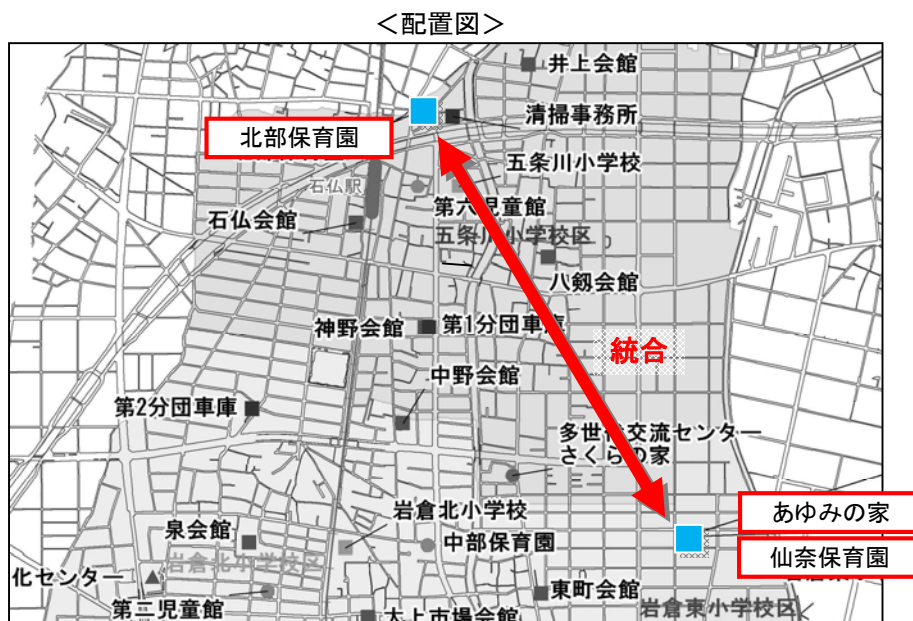 <配置図>
井上会館
清掃事務所
北部保育園
五条川小学校
石仏駅
第六児童館
石仏会館
五条川小学校区
八剱会館
神野会館
第1分団車庫
統合
中野会館
第2分団車庫
多世代交流センター
さくらの家
岩倉北小学校
あゆみの家
泉会館
中部保育園
仙奈保育園
岩倉北小学校区
化センター
東町会館
第二児童館
大上市場会館
岩倉東小学校区